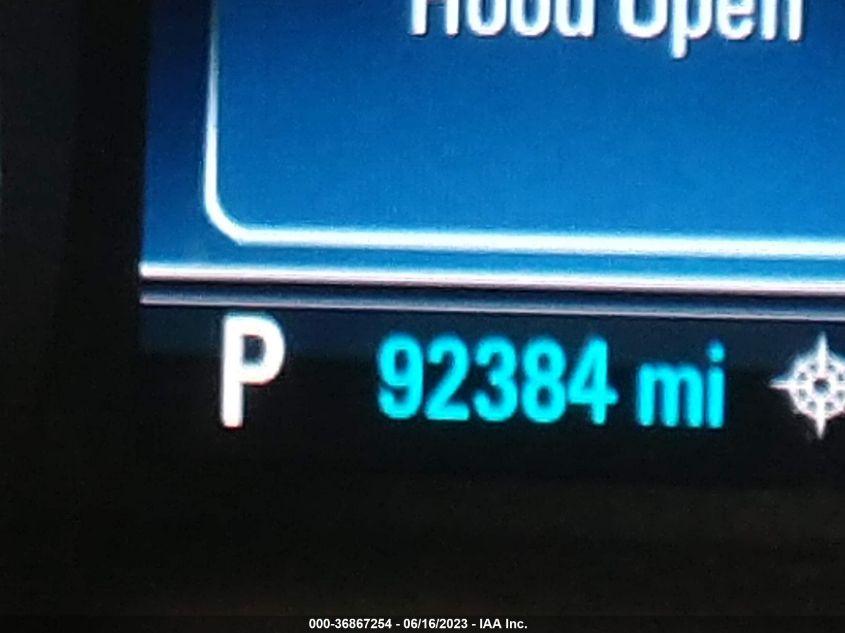 Hood Open
P 92384 mi
000-36867254 - 06/16/2023 - IAA Inc.